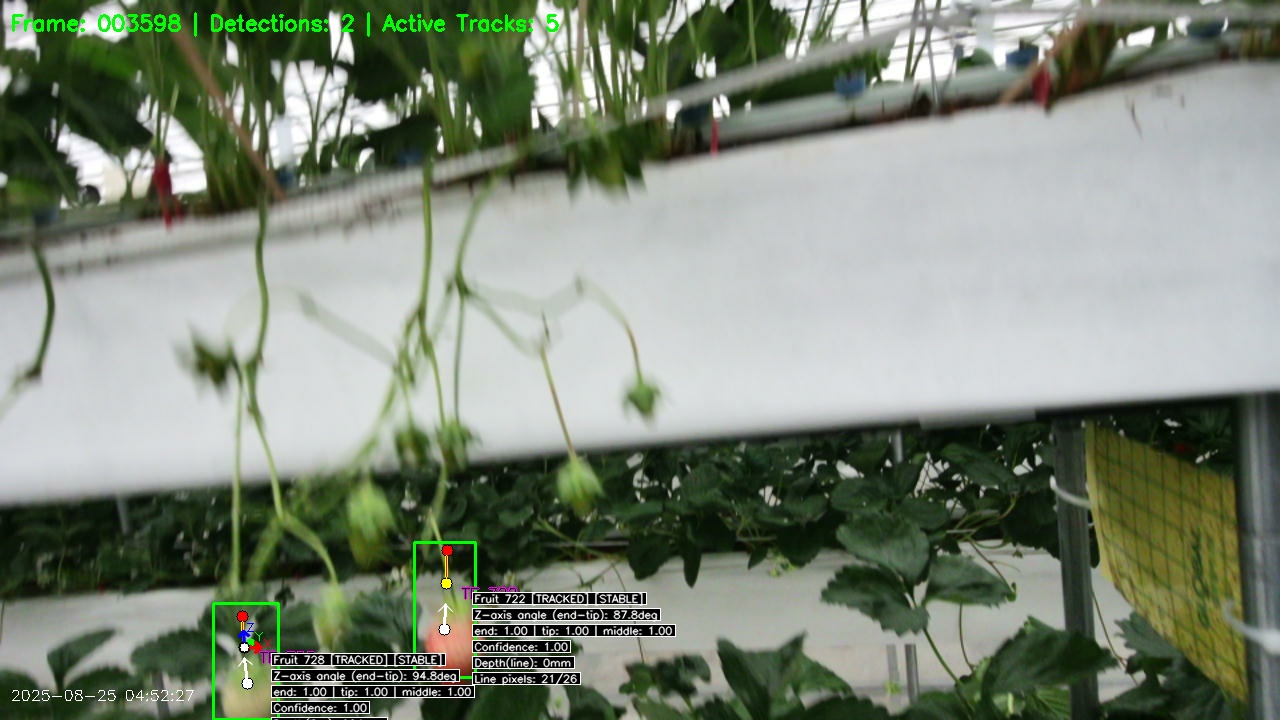 Frame: 003598 | Detections: 2 | Active Tracks: 5
Fruit 722 [TRACKED] [STABLE]
Z-axis angle (end-tip): 87.8deg
end: 1.00 | tip: 1.00 | middle: 1.00
Confidence: 1.00
Depth(line): 0mm
Line pixels: 21/26
Fruit 728 [TRACKED] [STABLE]
Z-axis angle (end-tip): 94.8deg
end: 1.00 | tip: 1.00 | middle: 1.00
Confidence: 1.00
Z
Y
2025-08-25 04:52:27